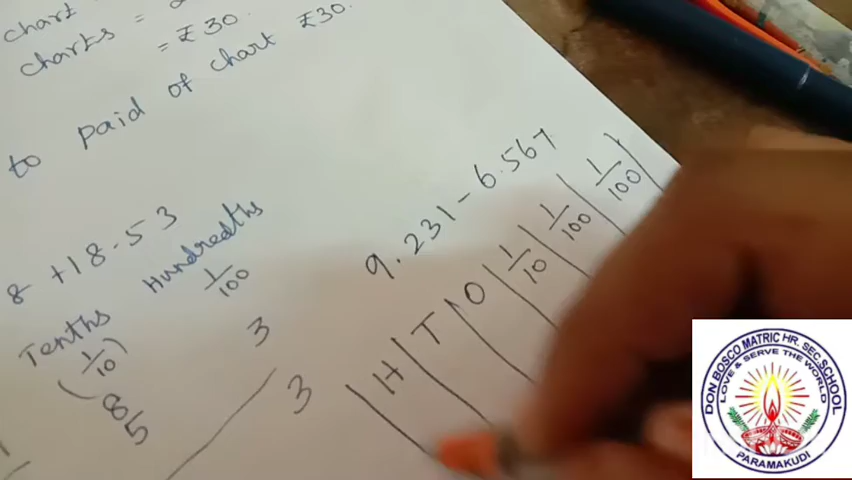 chart
charts =
= ₹30
to paid of chart ₹30.
8 +18.53
Tenths Hundredths
(1/10) 1/100
8 3
5 3
9.231 - 6.567
H T O 1/10 1/100 1/100
DON BOSCO MATRIC HR. SEC. SCHOOL
LOVE & SERVE THE WORLD
PARAMAKUDI